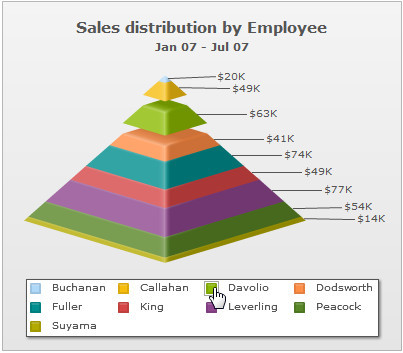 Sales distribution by Employee
Jan 07 - Jul 07
$20K
$49K
$63K
$41K
$74K
$49K
$77K
$54K
$14K
Buchanan Callahan Davolio Dodsworth
Fuller King Leverling Peacock
Suyama